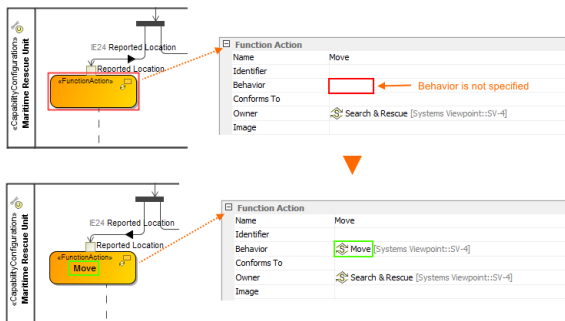 «CapabilityConfiguration»
Maritime Rescue Unit
IE24 Reported Location
Reported Location
«FunctionAction»
Function Action
Name Move
Identifier
Behavior
Behavior is not specified
Conforms To
Owner Search & Rescue [Systems Viewpoint::SV-4]
Image
«CapabilityConfiguration»
Maritime Rescue Unit
IE24 Reported Location
Reported Location
«FunctionAction»
Move
Function Action
Name Move
Identifier
Behavior Move [Systems Viewpoint::SV-4]
Conforms To
Owner Search & Rescue [Systems Viewpoint::SV-4]
Image